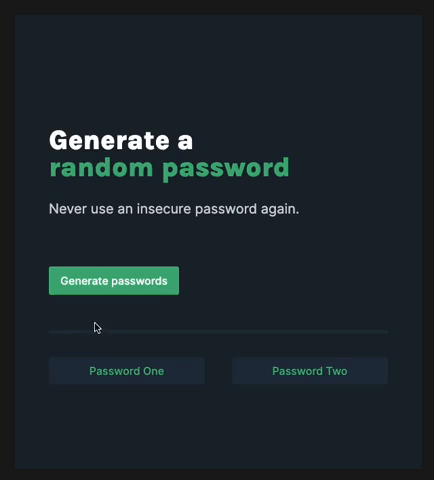 Generate a
random password
Never use an insecure password again.
Generate passwords
Password One
Password Two